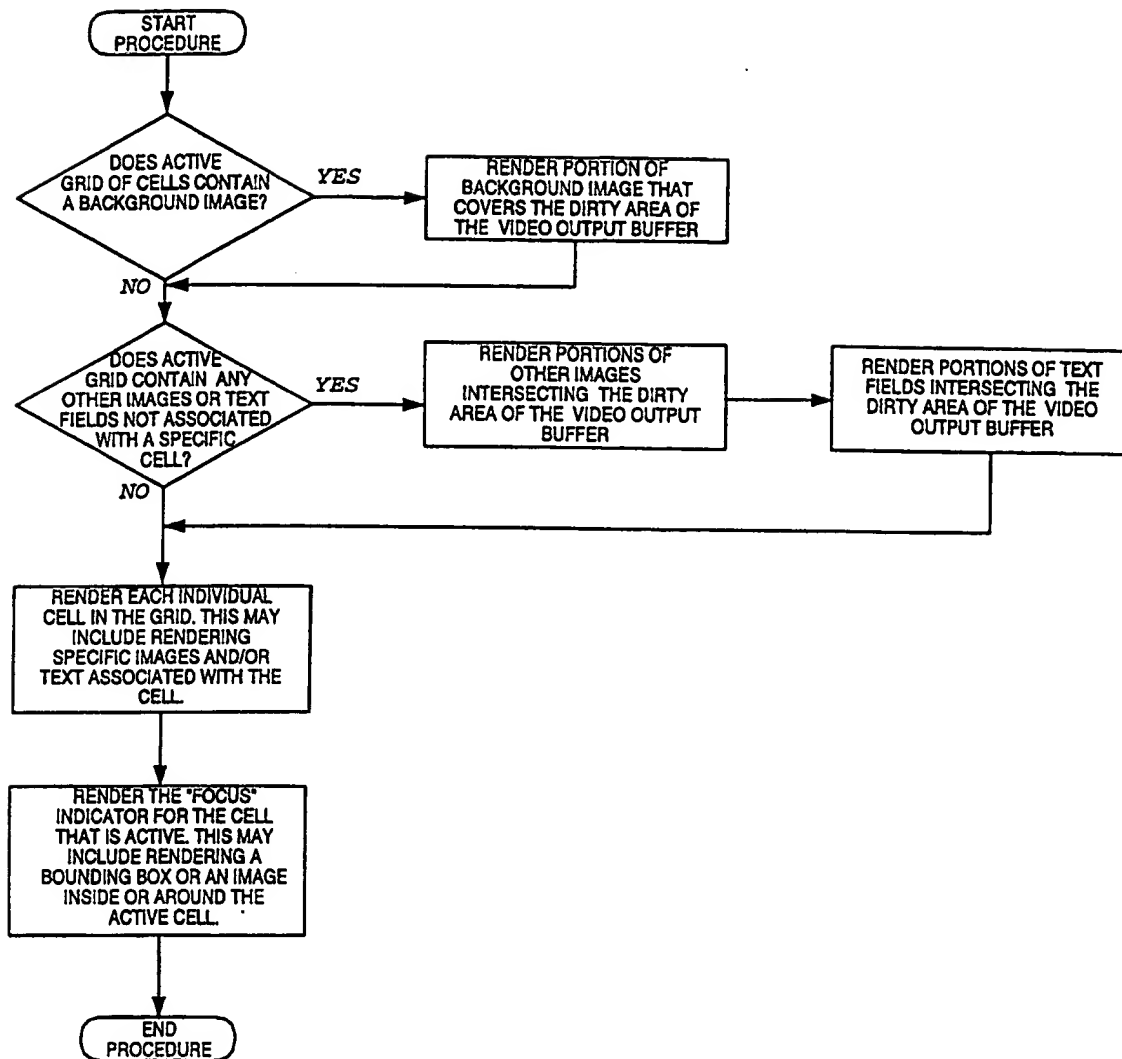 START
PROCEDURE
DOES ACTIVE
GRID OF CELLS CONTAIN
A BACKGROUND IMAGE?
YES
RENDER PORTION OF
BACKGROUND IMAGE THAT
COVERS THE DIRTY AREA OF
THE VIDEO OUTPUT BUFFER
NO
DOES ACTIVE
GRID CONTAIN ANY
OTHER IMAGES OR TEXT
FIELDS NOT ASSOCIATED
WITH A SPECIFIC
CELL?
YES
RENDER PORTIONS OF
OTHER IMAGES
INTERSECTING THE DIRTY
AREA OF THE VIDEO OUTPUT
BUFFER
RENDER PORTIONS OF TEXT
FIELDS INTERSECTING THE
DIRTY AREA OF THE VIDEO
OUTPUT BUFFER
NO
RENDER EACH INDIVIDUAL
CELL IN THE GRID. THIS MAY
INCLUDE RENDERING
SPECIFIC IMAGES AND/OR
TEXT ASSOCIATED WITH THE
CELL.
RENDER THE "FOCUS"
INDICATOR FOR THE CELL
THAT IS ACTIVE. THIS MAY
INCLUDE RENDERING A
BOUNDING BOX OR AN IMAGE
INSIDE OR AROUND THE
ACTIVE CELL.
END
PROCEDURE